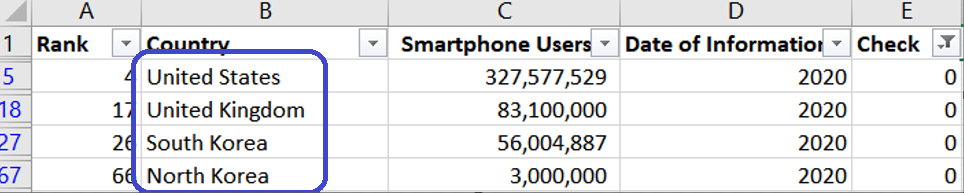 A B C D E
1 Rank Country Smartphone Users Date of Information Check
5 4 United States 327,577,529 2020 0
18 17 United Kingdom 83,100,000 2020 0
27 26 South Korea 56,004,887 2020 0
67 66 North Korea 3,000,000 2020 0